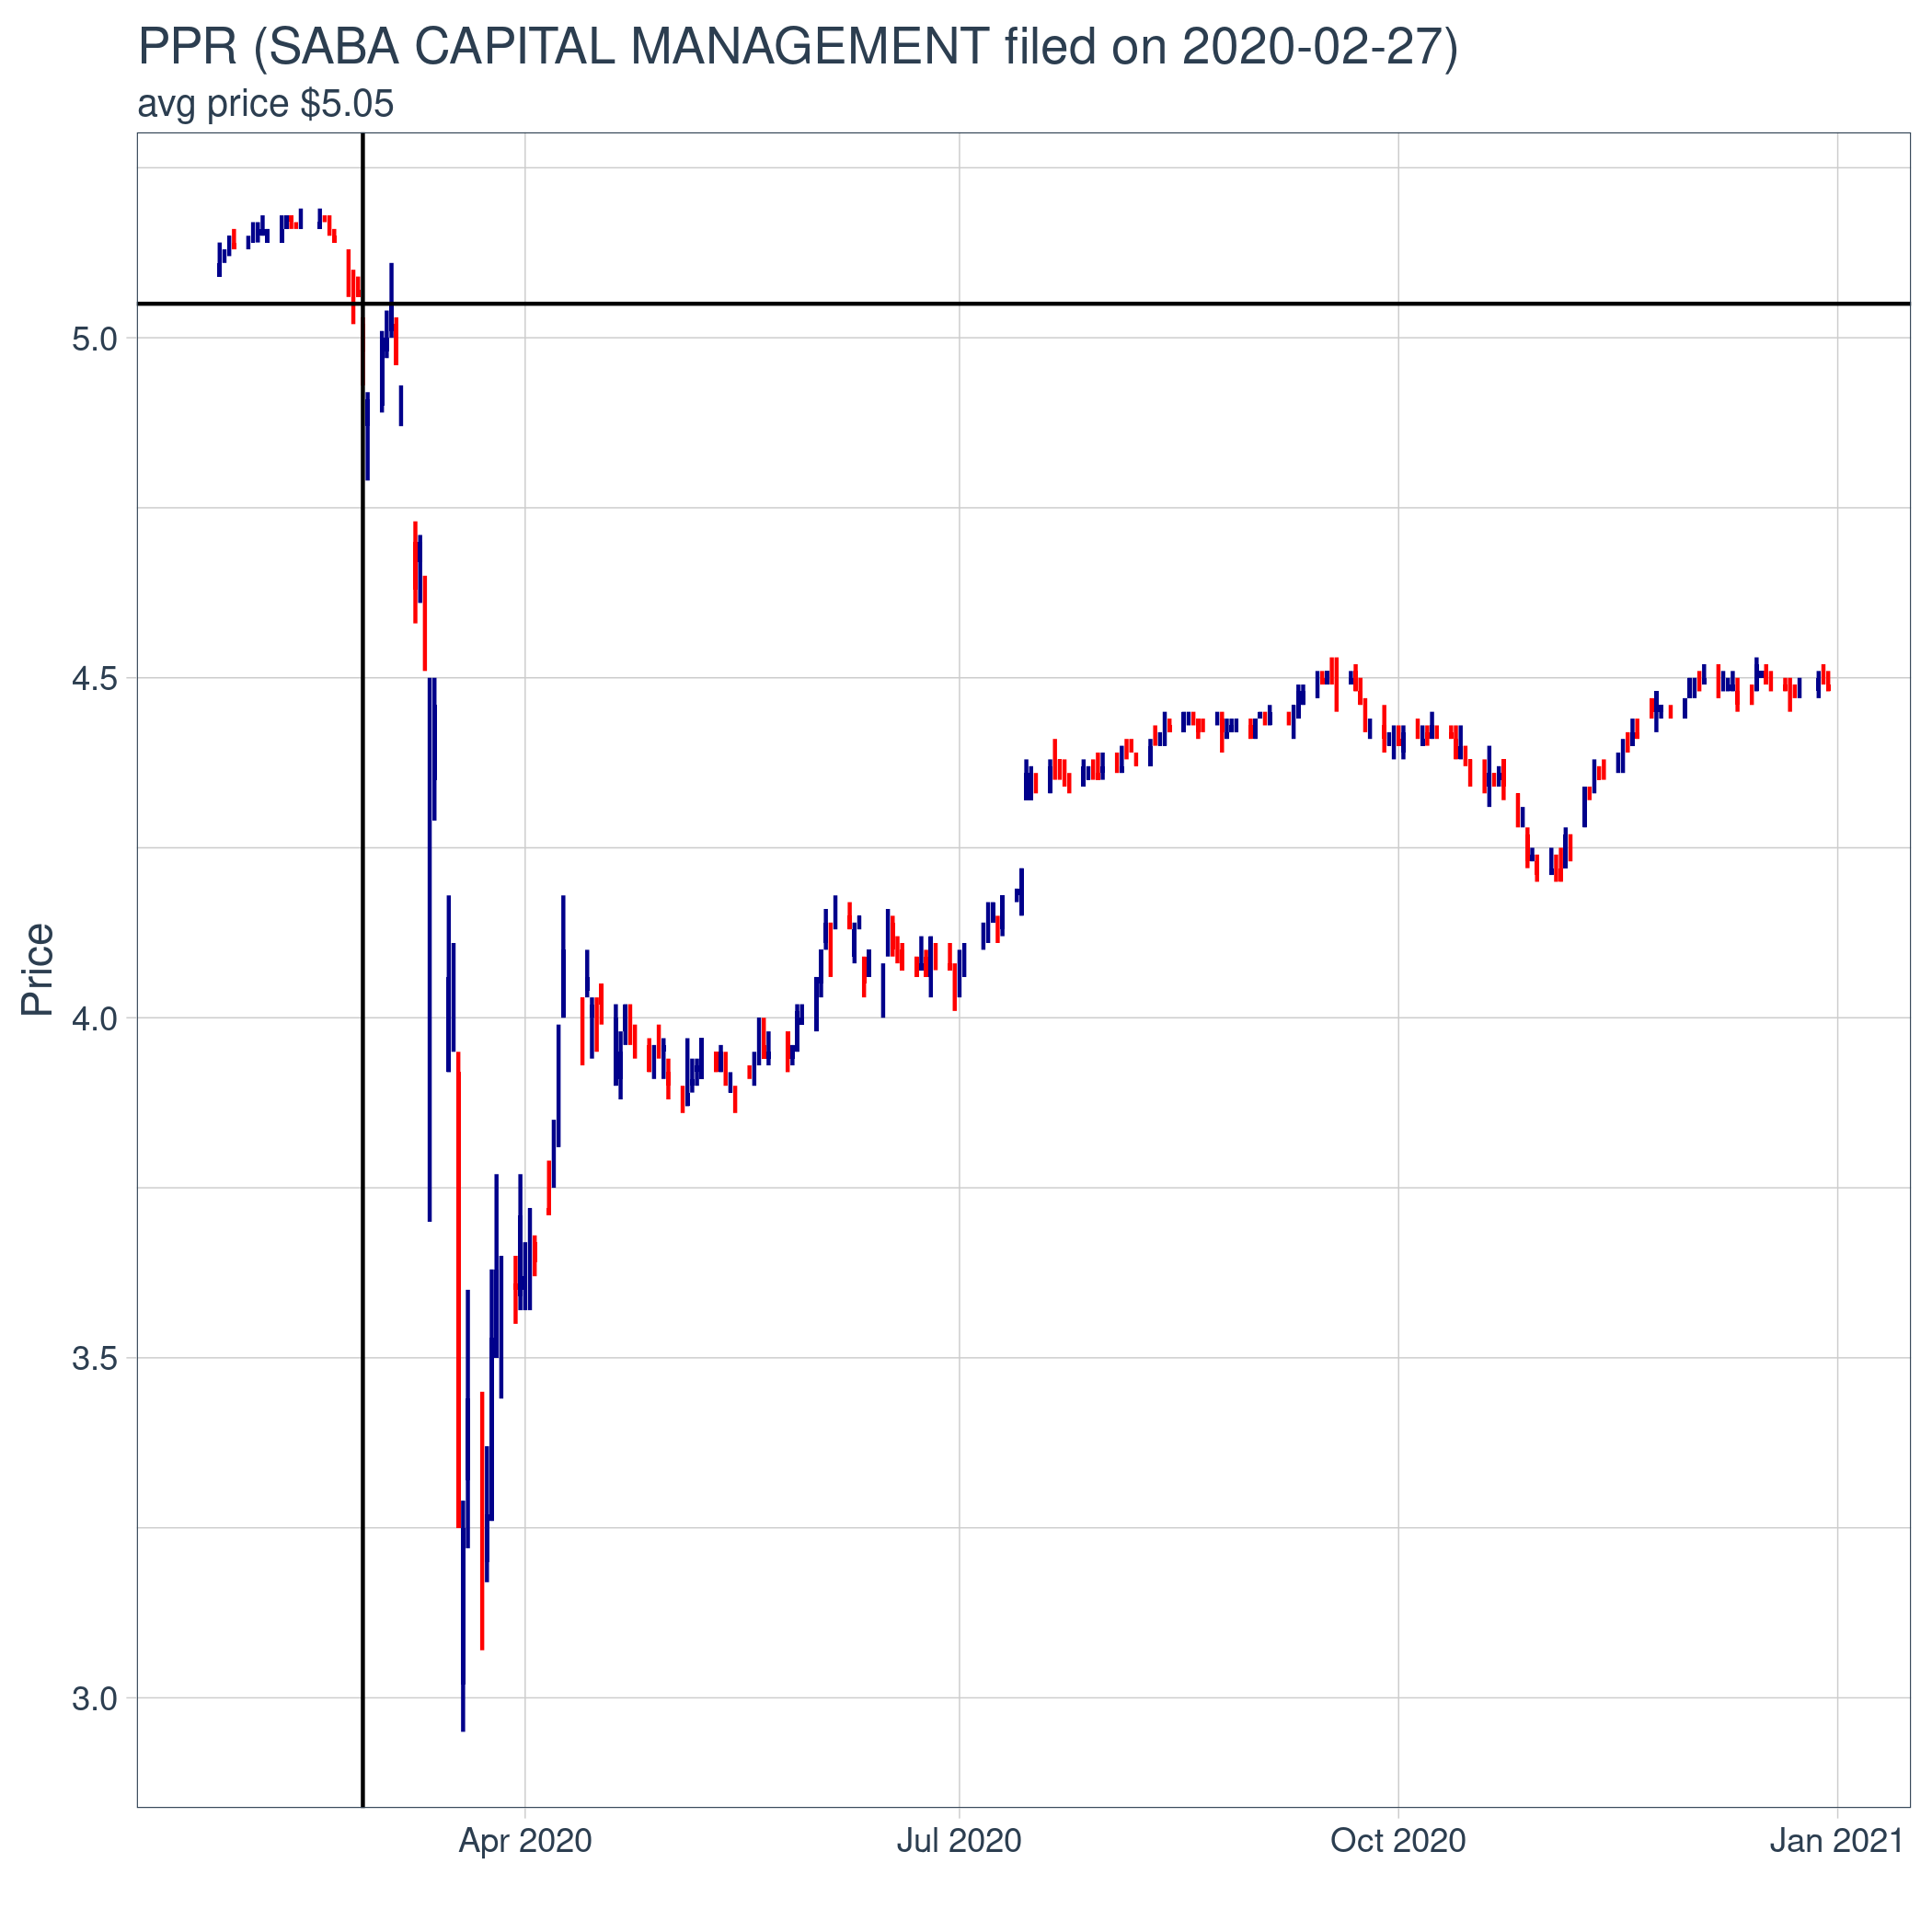 PPR (SABA CAPITAL MANAGEMENT filed on 2020-02-27)
avg price $5.05
5.0
4.5
4.0
3.5
3.0
Price
Apr 2020
Jul 2020
Oct 2020
Jan 2021